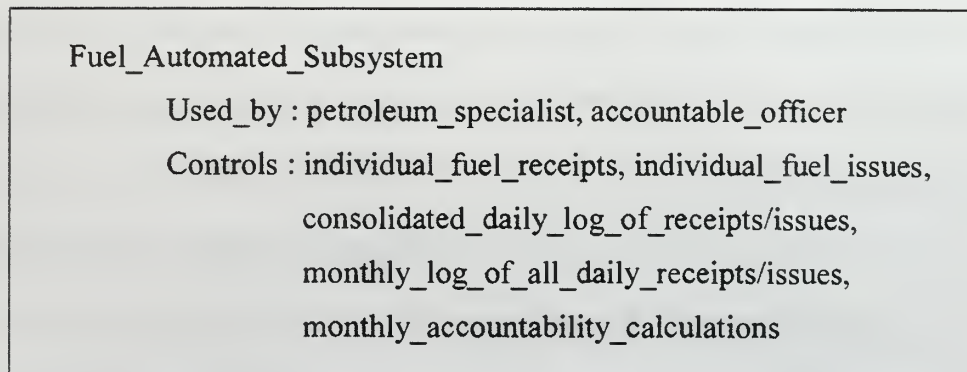 Fuel_Automated_Subsystem
Used_by : petroleum_specialist, accountable_officer
Controls : individual_fuel_receipts, individual_fuel_issues,
consolidated_daily_log_of_receipts/issues,
monthly_log_of_all_daily_receipts/issues,
monthly_accountability_calculations